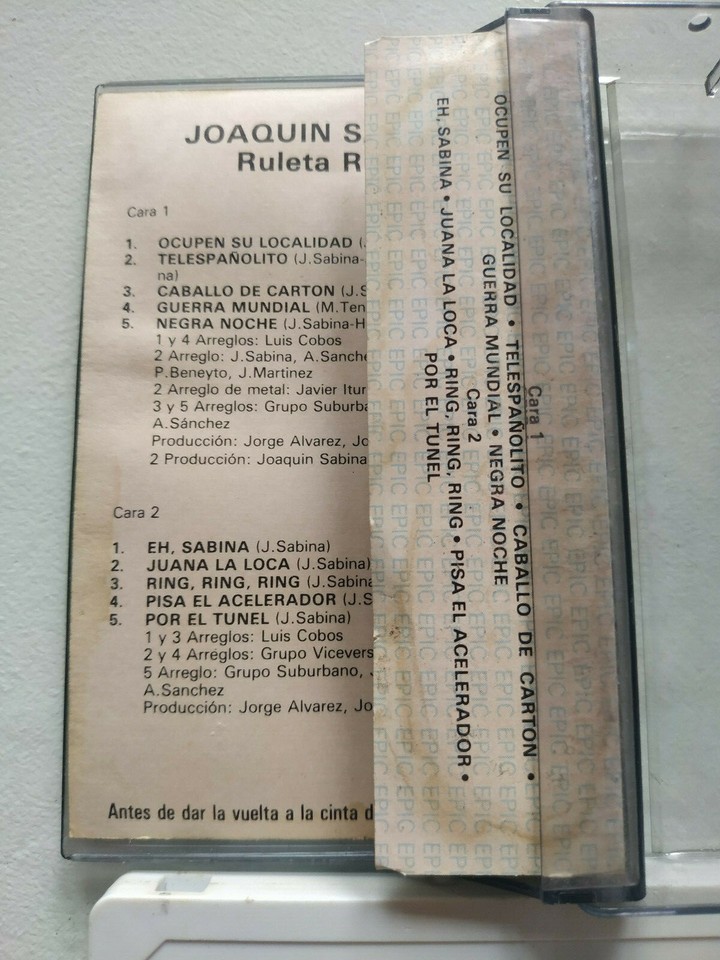 JOAQUIN S
Ruleta R
Cara 1
1. OCUPEN SU LOCALIDAD (
2. TELESPAÑOLITO (J.Sabina-
na)
3. CABALLO DE CARTON (J.S
4. GUERRA MUNDIAL (M.Ten
5. NEGRA NOCHE (J.Sabina-H
1 y 4 Arreglos: Luis Cobos
2 Arreglo: J.Sabina, A.Sanche
P.Beneyto, J.Martinez
2 Arreglo de metal: Javier Itur
3 y 5 Arreglos: Grupo Suburba
A.Sánchez
Producción: Jorge Alvarez, Jo
2 Producción: Joaquin Sabina
Cara 2
1. EH, SABINA (J.Sabina)
2. JUANA LA LOCA (J.Sabina)
3. RING, RING, RING (J.Sabina
4. PISA EL ACELERADOR (J.S
5. POR EL TUNEL (J.Sabina)
1 y 3 Arreglos: Luis Cobos
2 y 4 Arreglos: Grupo Vicevers
5 Arreglo: Grupo Suburbano,
A.Sanchez
Producción: Jorge Alvarez, Jo
Antes de dar la vuelta a la cinta d
Cara 1
OCUPEN SU LOCALIDAD • TELESPAÑOLITO • CABALLO DE CARTON •
GUERRA MUNDIAL • NEGRA NOCHE
Cara 2
EH, SABINA • JUANA LA LOCA • RING, RING, RING • PISA EL ACELERADOR •
POR EL TUNEL
EPIC EPIC EPIC EPIC EPIC EPIC